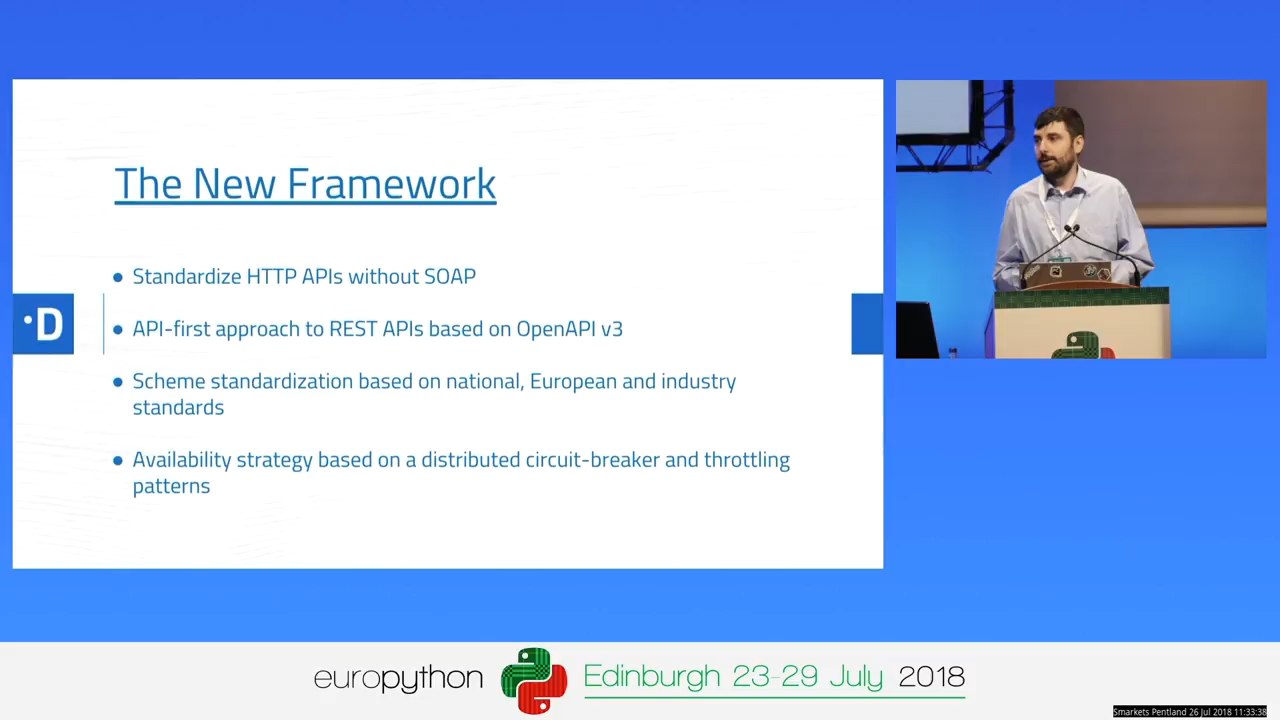 The New Framework
● Standardize HTTP APIs without SOAP
● API-first approach to REST APIs based on OpenAPI v3
● Scheme standardization based on national, European and industry
standards
● Availability strategy based on a distributed circuit-breaker and throttling
patterns
D
europython
Edinburgh 23-29 July 2018
Smarkets Pentland 26 Jul 2018 11:33:38